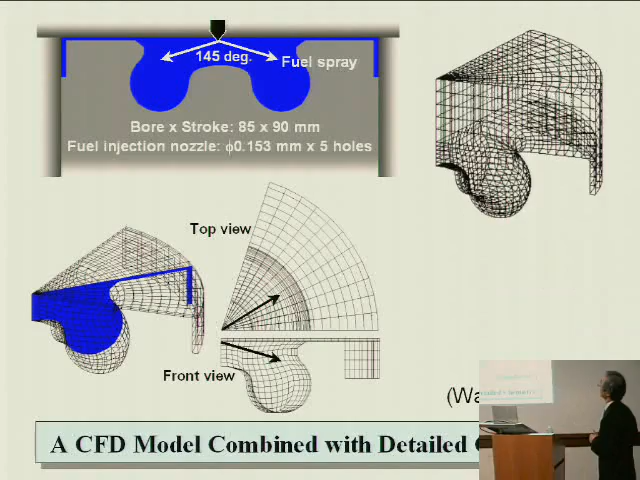 145 deg.
Fuel spray
Bore x Stroke: 85 x 90 mm
Fuel injection nozzle: ϕ0.153 mm x 5 holes
Top view
Front view
(Wa
A CFD Model Combined with Detailed